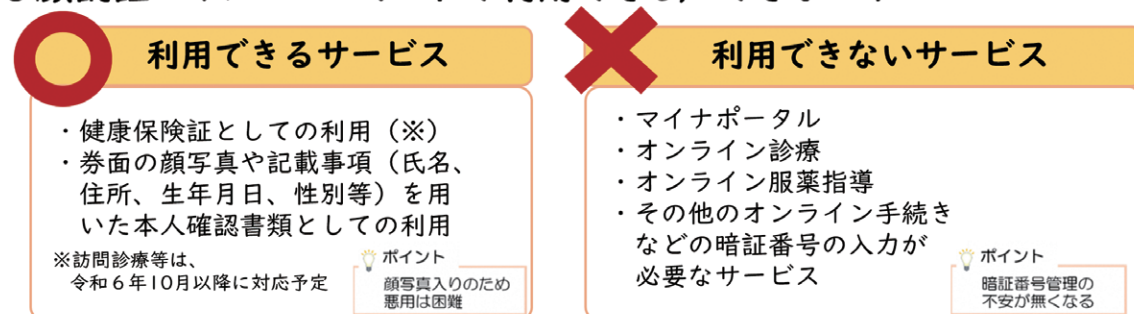 利用できるサービス
・健康保険証としての利用(※)
・券面の顔写真や記載事項(氏名、
住所、生年月日、性別等)を用
いた本人確認書類としての利用
※訪問診療等は、
令和6年10月以降に対応予定
ポイント
顔写真入りのため
悪用は困難
利用できないサービス
・マイナポータル
・オンライン診療
・オンライン服薬指導
・その他のオンライン手続き
などの暗証番号の入力が
必要なサービス
ポイント
暗証番号管理の
不安が無くなる